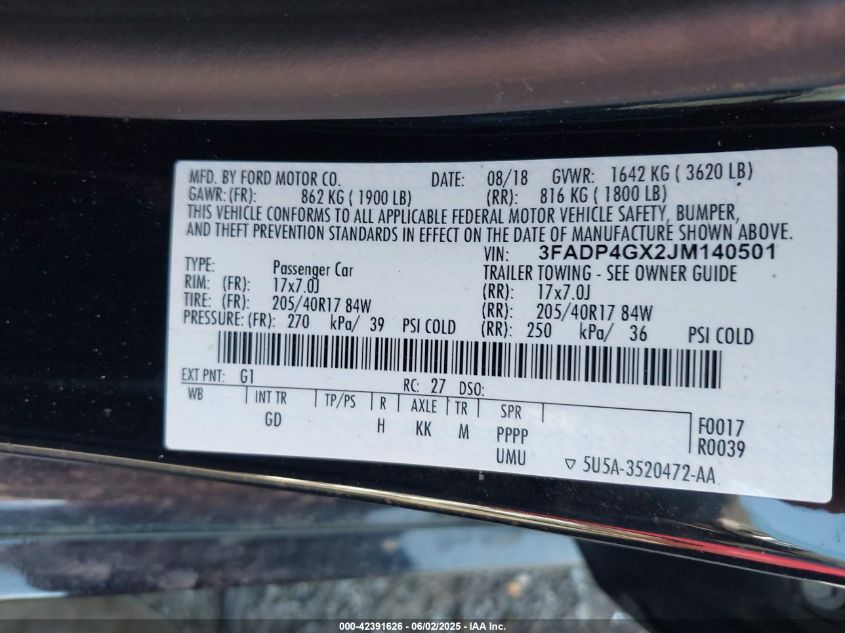 MFD. BY FORD MOTOR CO. DATE: 08/18 GVWR: 1642 KG ( 3620 LB)
GAWR: (FR): 862 KG ( 1900 LB) (RR): 816 KG ( 1800 LB)
THIS VEHICLE CONFORMS TO ALL APPLICABLE FEDERAL MOTOR VEHICLE SAFETY, BUMPER,
AND THEFT PREVENTION STANDARDS IN EFFECT ON THE DATE OF MANUFACTURE SHOWN ABOVE.
VIN: 3FADP4GX2JM140501
TYPE: Passenger Car TRAILER TOWING - SEE OWNER GUIDE
RIM: (FR): 17x7.0J (RR): 17x7.0J
TIRE: (FR): 205/40R17 84W (RR): 205/40R17 84W
PRESSURE: (FR): 270 kPa/ 39 PSI COLD (RR): 250 kPa/ 36 PSI COLD
EXT PNT: G1 RC: 27 DSO:
WB INT TR TP/PS R AXLE TR SPR F0017
GD H KK M PPPP R0039
UMU ▽ 5U5A-3520472-AA
000-42391626 - 06/02/2025 - IAA Inc.